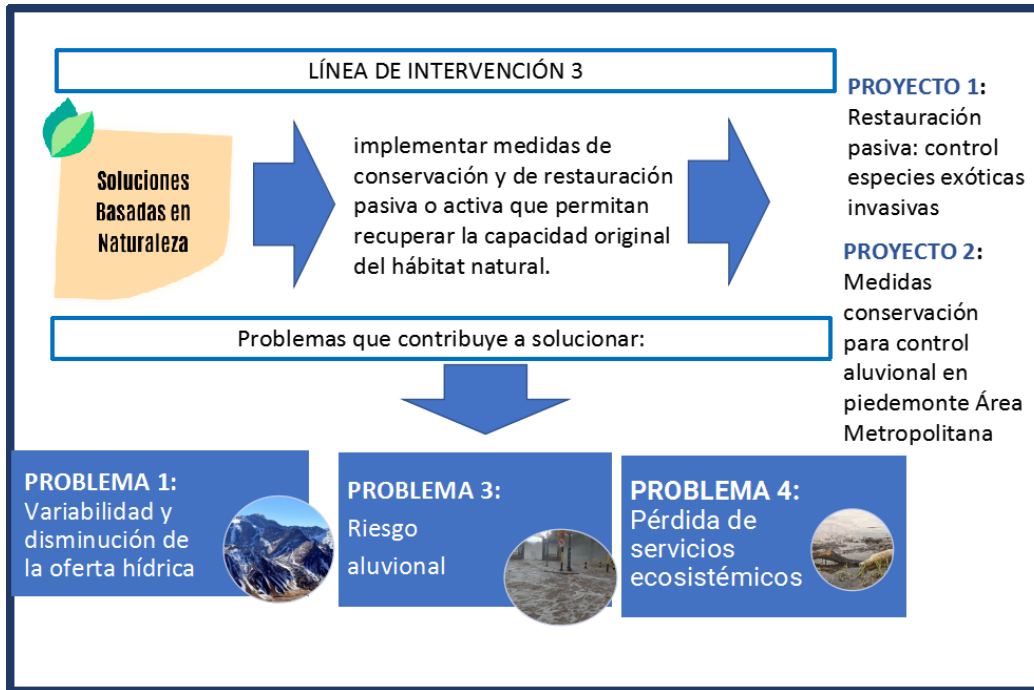 LÍNEA DE INTERVENCIÓN 3
Soluciones
Basadas en
Naturaleza
implementar medidas de
conservación y de restauración
pasiva o activa que permitan
recuperar la capacidad original
del hábitat natural.
PROYECTO 1:
Restauración
pasiva: control
especies exóticas
invasivas
PROYECTO 2:
Medidas
conservación
para control
aluvional en
piedemonte Área
Metropolitana
Problemas que contribuye a solucionar:
PROBLEMA 1:
Variabilidad y
disminución de
la oferta hídrica
PROBLEMA 3:
Riesgo
aluvional
PROBLEMA 4:
Pérdida de
servicios
ecosistémicos